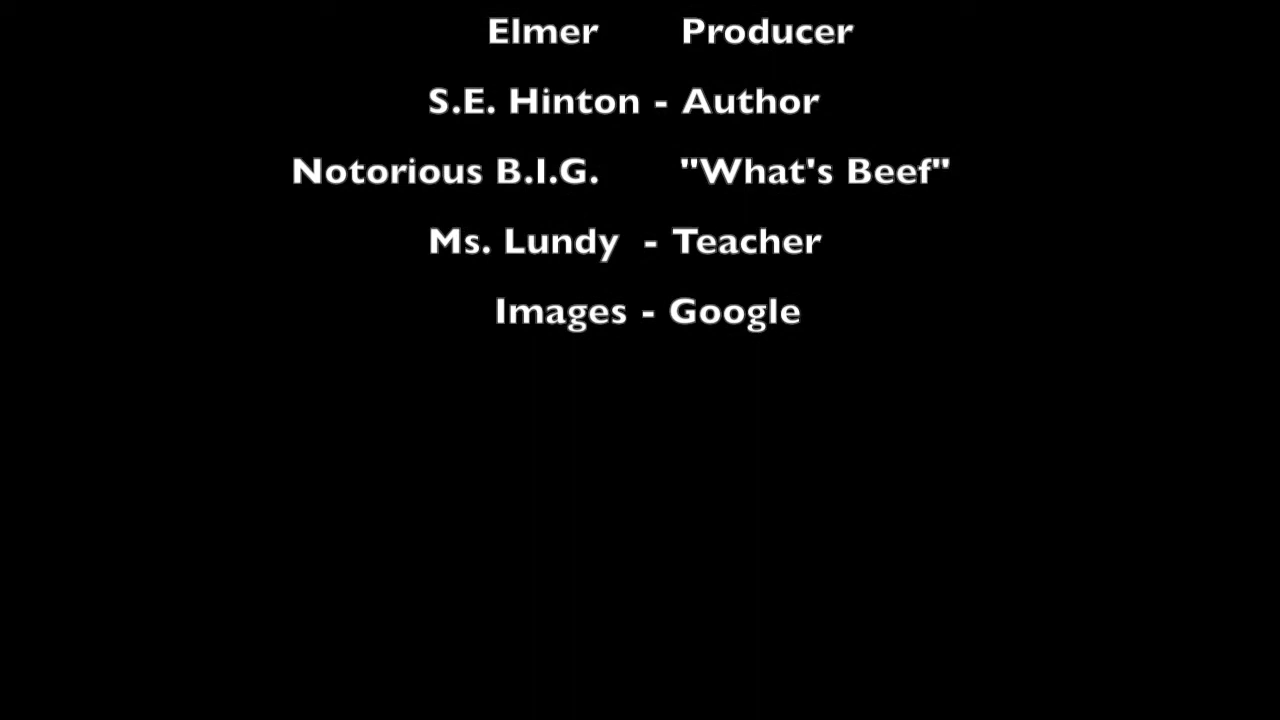 Elmer Producer
S.E. Hinton - Author
Notorious B.I.G. "What's Beef"
Ms. Lundy - Teacher
Images - Google